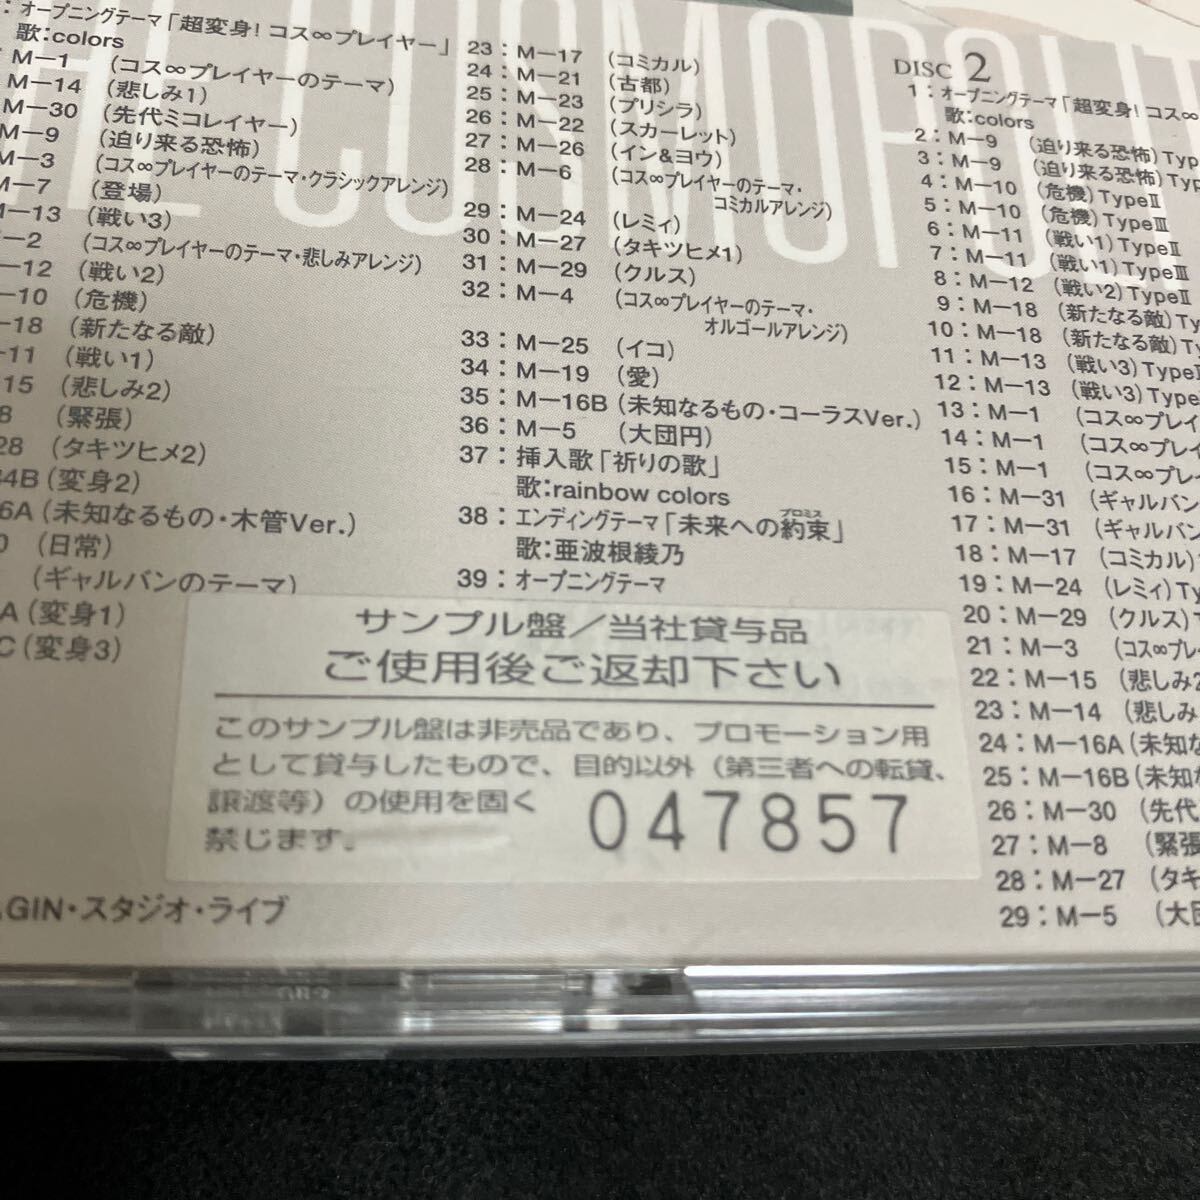 ：オープニングテーマ「超変身！コス∞プレイヤー」
歌：colors
M－1 （コス∞プレイヤーのテーマ）
M－14 （悲しみ1）
M－30 （先代ミコレイヤー）
M－9 （迫り来る恐怖）
M－3 （コス∞プレイヤーのテーマ・クラシックアレンジ）
M－7 （登場）
M－13 （戦い3）
－2 （コス∞プレイヤーのテーマ・悲しみアレンジ）
－12 （戦い2）
－10 （危機）
－18 （新たなる敵）
－11 （戦い1）
15 （悲しみ2）
8 （緊張）
28 （タキツヒメ2）
4B（変身2）
6A（未知なるもの・木管Ver.）
0 （日常）
（ギャルバンのテーマ）
A（変身1）
C（変身3）
23：M－17 （コミカル）
24：M－21 （古都）
25：M－23 （プリシラ）
26：M－22 （スカーレット）
27：M－26 （イン&ヨウ）
28：M－6 （コス∞プレイヤーのテーマ・
コミカルアレンジ）
29：M－24 （レミィ）
30：M－27 （タキツヒメ1）
31：M－29 （クルス）
32：M－4 （コス∞プレイヤーのテーマ・
オルゴールアレンジ）
33：M－25 （イコ）
34：M－19 （愛）
35：M－16B（未知なるもの・コーラスVer.）
36：M－5 （大団円）
37：挿入歌「祈りの歌」
歌：rainbow colors
プロミス
38：エンディングテーマ「未来への約束」
歌：亜波根綾乃
39：オープニングテーマ
DISC 2
1：オープニングテーマ「超変身！コス∞
歌：colors
2：M－9 （迫り来る恐怖）Typ
3：M－9 （迫り来る恐怖）Typ
4：M－10 （危機）TypeⅡ
5：M－10 （危機）TypeⅢ
6：M－11 （戦い1）TypeⅡ
7：M－11 （戦い1）TypeⅢ
8：M－12 （戦い2）TypeⅡ
9：M－18 （新たなる敵）Ty
10：M－18 （新たなる敵）Ty
11：M－13 （戦い3）Type
12：M－13 （戦い3）Type
13：M－1 （コス∞プレイ
14：M－1 （コス∞プレイ
15：M－1 （コス∞プレイ
16：M－31 （ギャルバン
17：M－31 （ギャルバン
18：M－17 （コミカル）
19：M－24 （レミィ）Ty
20：M－29 （クルス）T
21：M－3 （コス∞プレ
22：M－15 （悲しみ2
23：M－14 （悲しみ
24：M－16A（未知な
25：M－16B（未知な
26：M－30 （先代
27：M－8 （緊張
28：M－27 （タキ
29：M－5 （大団
サンプル盤／当社貸与品
ご使用後ご返却下さい
このサンプル盤は非売品であり、プロモーション用
として貸与したもので、目的以外（第三者への転貸、
譲渡等）の使用を固く
禁じます。
047857
GIN・スタジオ・ライブ